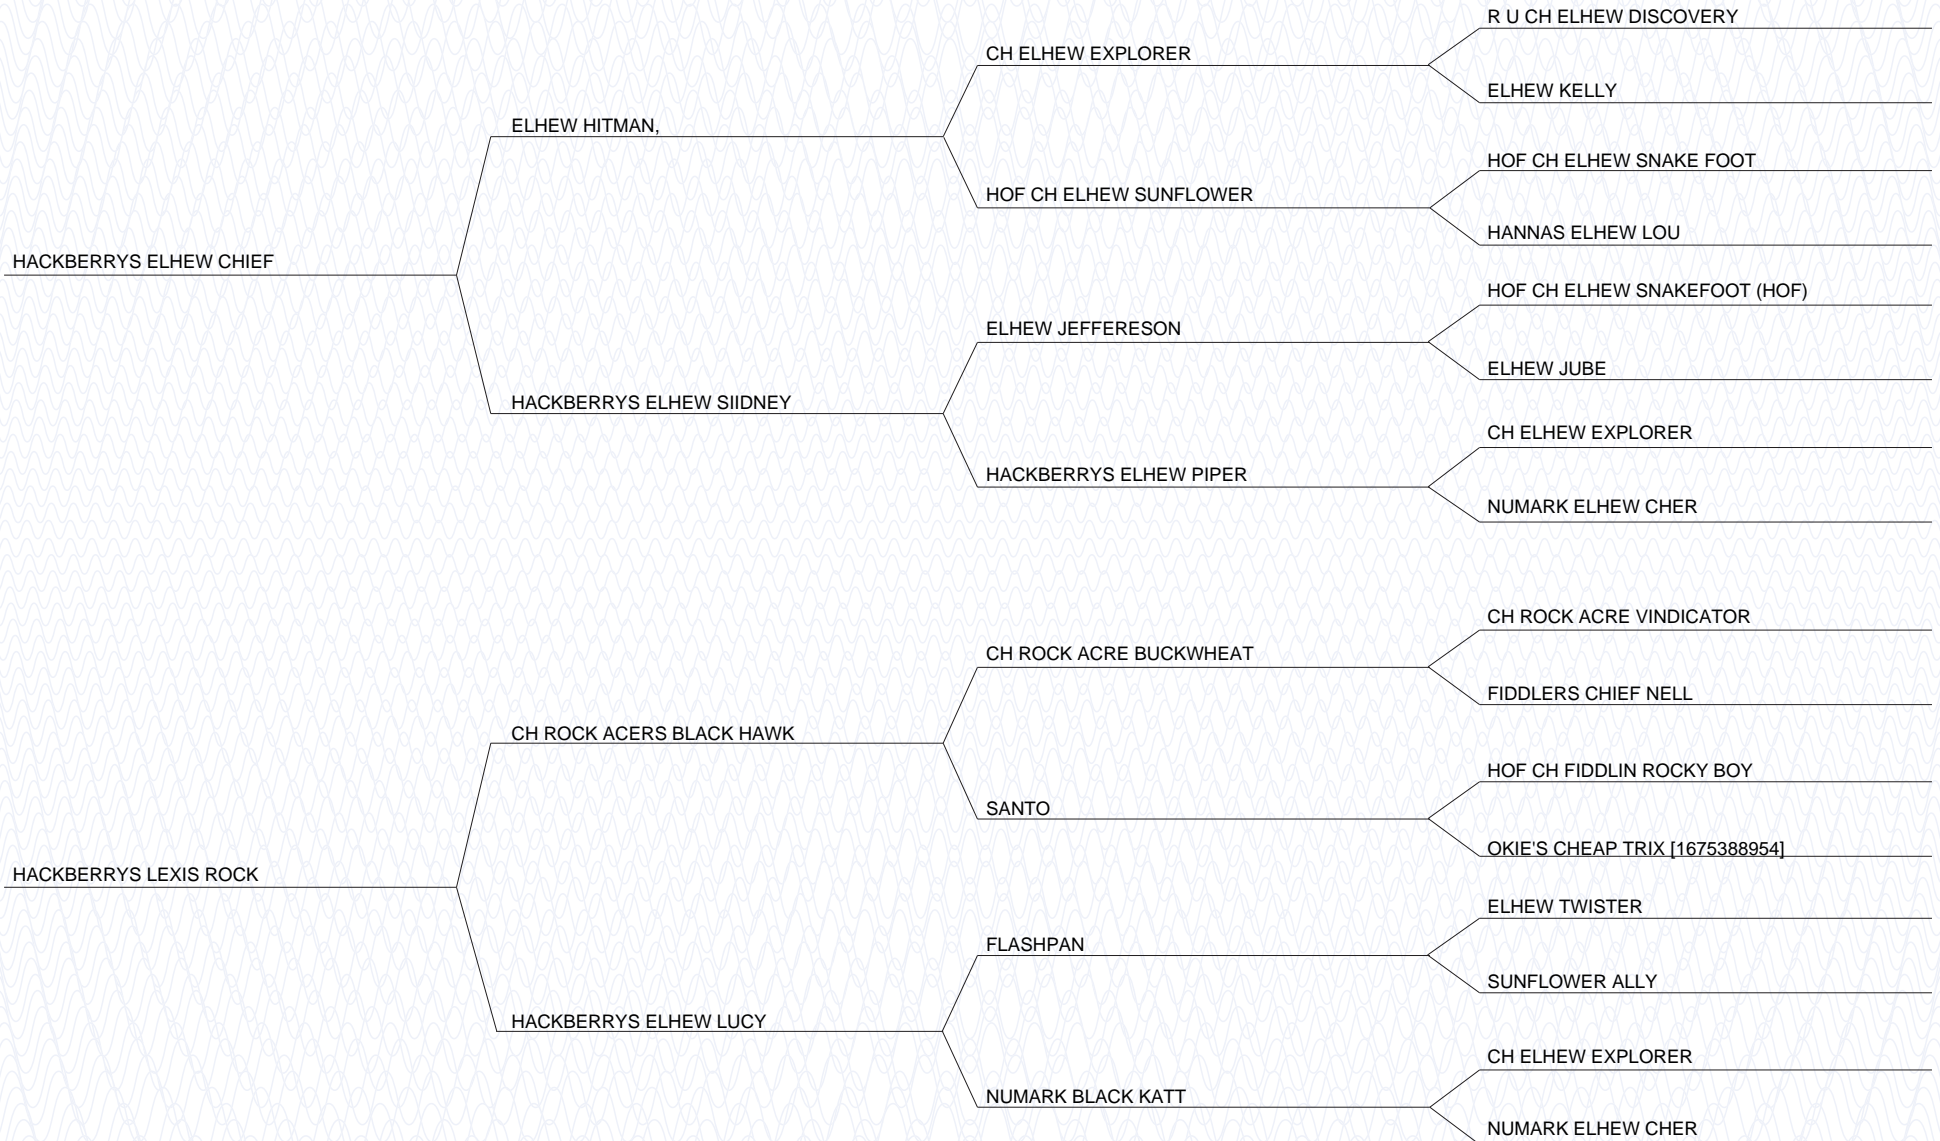 R U CH ELHEW DISCOVERY
CH ELHEW EXPLORER
ELHEW KELLY
ELHEW HITMAN,
HOF CH ELHEW SNAKE FOOT
HOF CH ELHEW SUNFLOWER
HANNAS ELHEW LOU
HACKBERRYS ELHEW CHIEF
HOF CH ELHEW SNAKEFOOT (HOF)
ELHEW JEFFERESON
ELHEW JUBE
HACKBERRYS ELHEW SIIDNEY
CH ELHEW EXPLORER
HACKBERRYS ELHEW PIPER
NUMARK ELHEW CHER
CH ROCK ACRE VINDICATOR
CH ROCK ACRE BUCKWHEAT
FIDDLERS CHIEF NELL
CH ROCK ACERS BLACK HAWK
HOF CH FIDDLIN ROCKY BOY
SANTO
OKIE'S CHEAP TRIX [1675388954]
HACKBERRYS LEXIS ROCK
ELHEW TWISTER
FLASHPAN
SUNFLOWER ALLY
HACKBERRYS ELHEW LUCY
CH ELHEW EXPLORER
NUMARK BLACK KATT
NUMARK ELHEW CHER